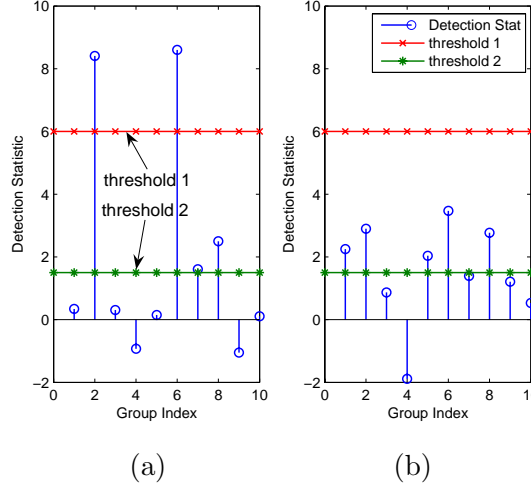 10
8
6
4
2
0
−2
0 2 4 6 8 10
Group Index
Detection Statistic
threshold 1
threshold 2
(a)
10
8
6
4
2
0
−2
0 2 4 6 8 1
Group Index
Detection Statistic
Detection Stat
threshold 1
threshold 2
(b)